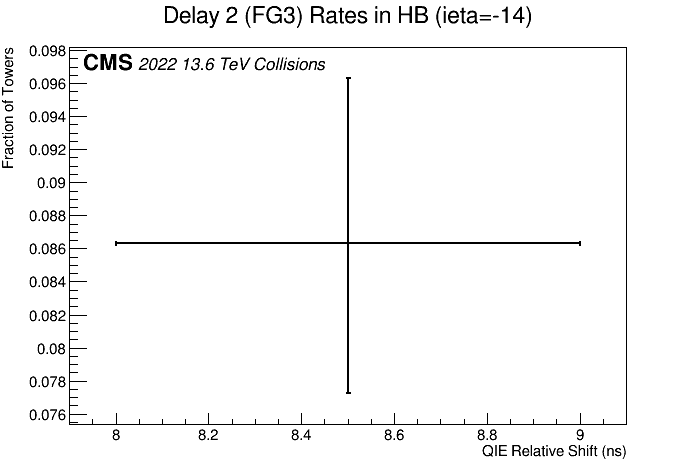 Delay 2 (FG3) Rates in HB (ieta=-14)
Fraction of Towers
CMS 2022 13.6 TeV Collisions
0.098
0.096
0.094
0.092
0.09
0.088
0.086
0.084
0.082
0.08
0.078
0.076
8 8.2 8.4 8.6 8.8 9
QIE Relative Shift (ns)